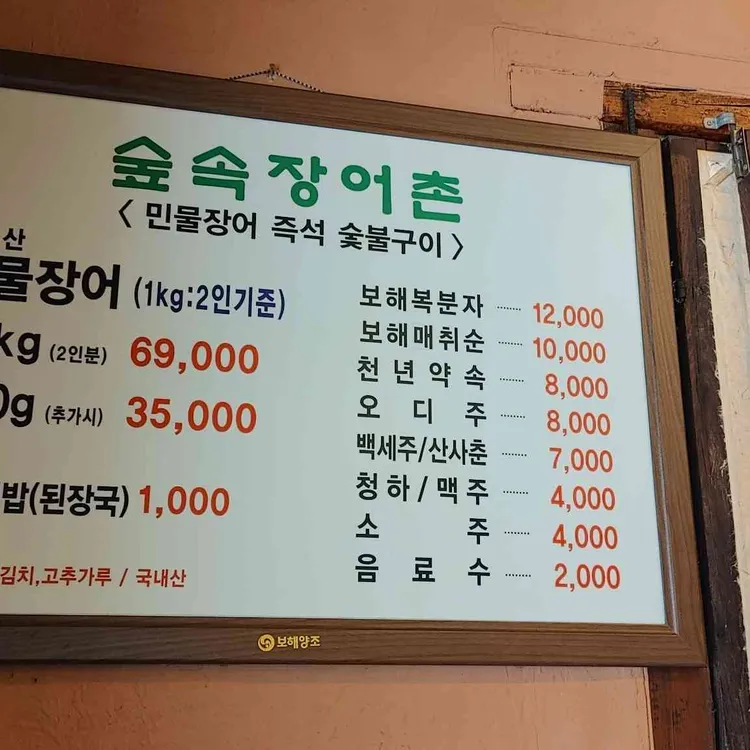 숲속장어촌
< 민물장어 즉석 숯불구이 >
산
물장어 (1kg:2인기준)
kg (2인분) 69,000
0g (추가시) 35,000
밥(된장국) 1,000
김치,고추가루 / 국내산
보해복분자 ........ 12,000
보해매취순 ........ 10,000
천년약속 ........ 8,000
오디주 ........ 8,000
백세주/산사춘 ........ 7,000
청하/맥주 ........ 4,000
소주 ........ 4,000
음료수 ........ 2,000
보해양조